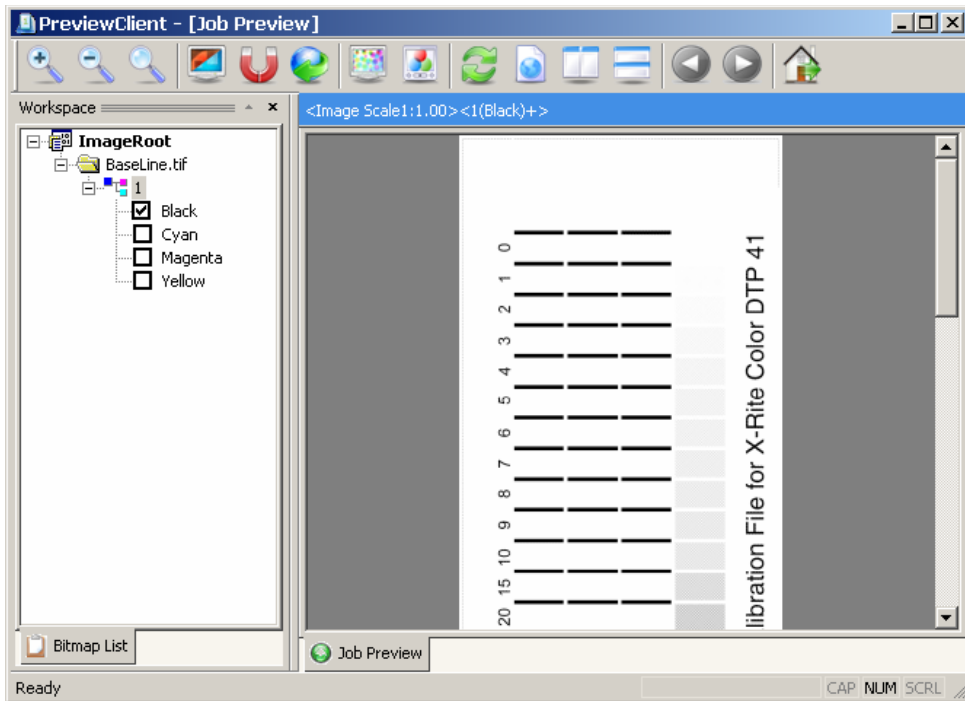 PreviewClient - [Job Preview]
Workspace
<Image Scale1:1.00><1(Black)+>
ImageRoot
BaseLine.tif
1
Black
Cyan
Magenta
Yellow
0
1
2
3
4
5
6
7
8
9
10
15
20
libration File for X-Rite Color DTP 41
Bitmap List
Job Preview
Ready
CAP NUM SCRL